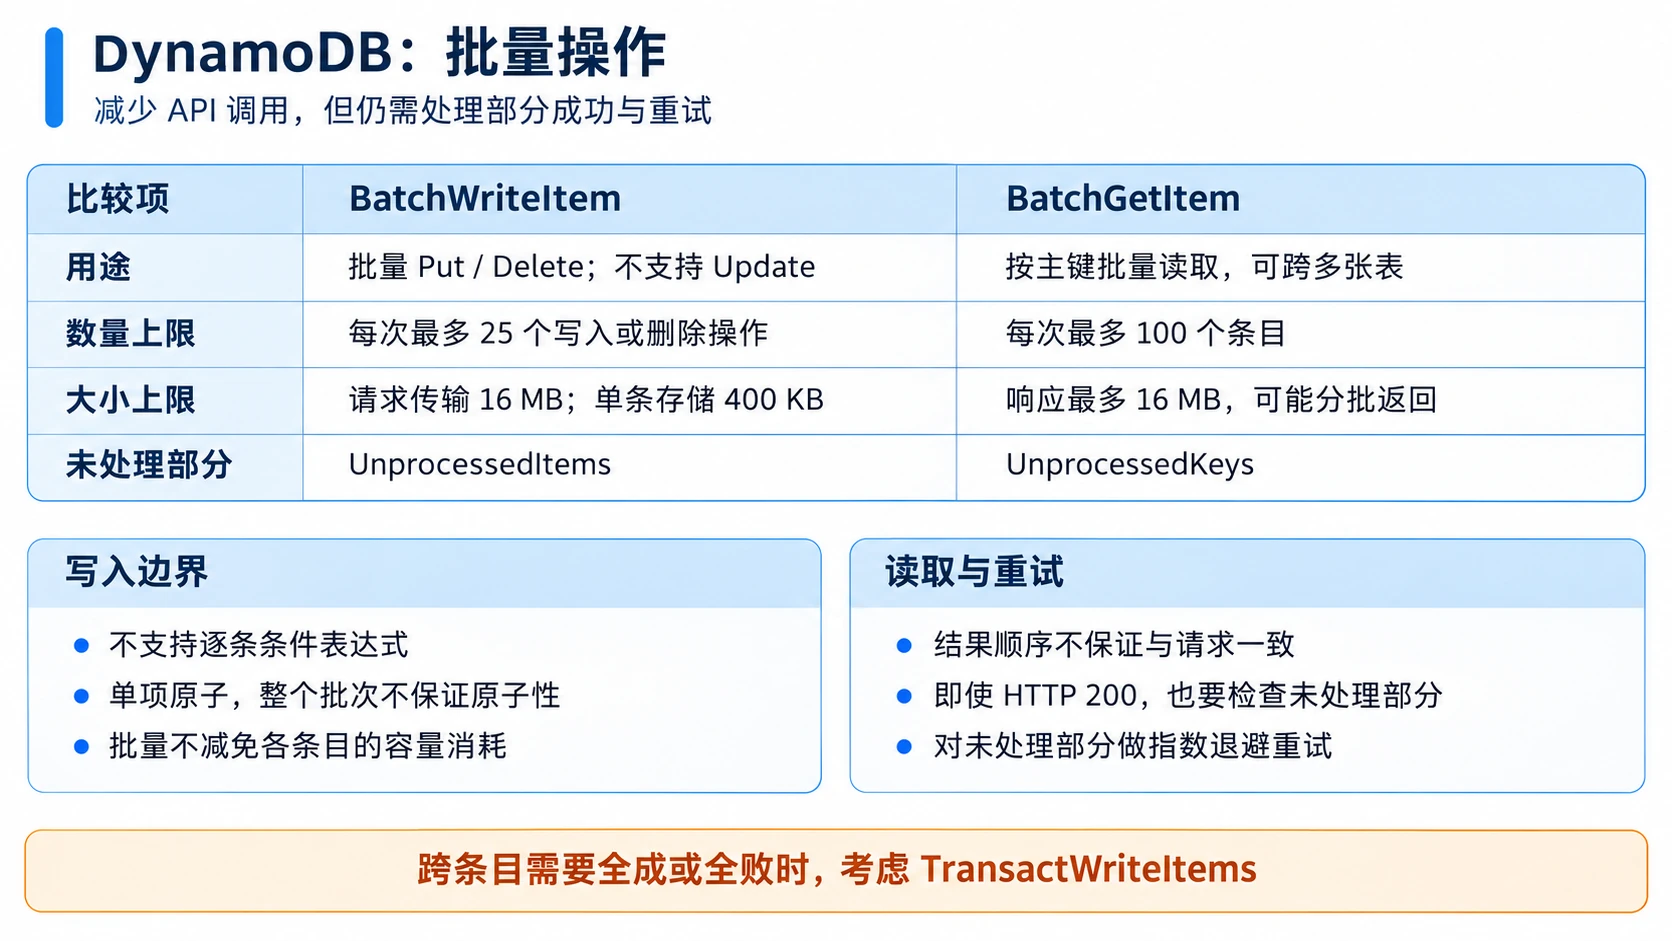 DynamoDB：批量操作
减少 API 调用，但仍需处理部分成功与重试
比较项 BatchWriteItem BatchGetItem
用途 批量 Put / Delete；不支持 Update 按主键批量读取，可跨多张表
数量上限 每次最多 25 个写入或删除操作 每次最多 100 个条目
大小上限 请求传输 16 MB；单条存储 400 KB 响应最多 16 MB，可能分批返回
未处理部分 UnprocessedItems UnprocessedKeys
写入边界
不支持逐条条件表达式
单项原子，整个批次不保证原子性
批量不减免各条目的容量消耗
读取与重试
结果顺序不保证与请求一致
即使 HTTP 200，也要检查未处理部分
对未处理部分做指数退避重试
跨条目需要全成或全败时，考虑 TransactWriteItems